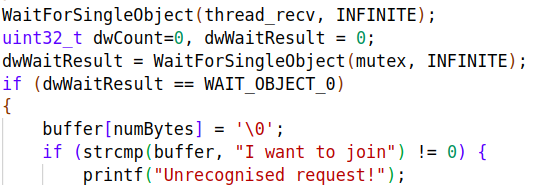 WaitForSingleObject(thread_recv, INFINITE);
uint32_t dwCount=0, dwWaitResult = 0;
dwWaitResult = WaitForSingleObject(mutex, INFINITE);
if (dwWaitResult == WAIT_OBJECT_0)
{
    buffer[numBytes] = '\0';
    if (strcmp(buffer, "I want to join") != 0) {
        printf("Unrecognised request!");